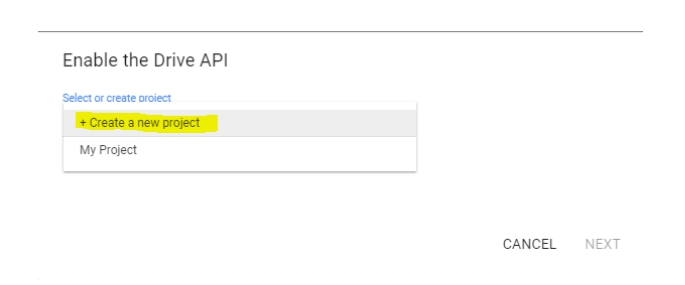 Enable the Drive API
Select or create project
+ Create a new project
My Project
CANCEL NEXT